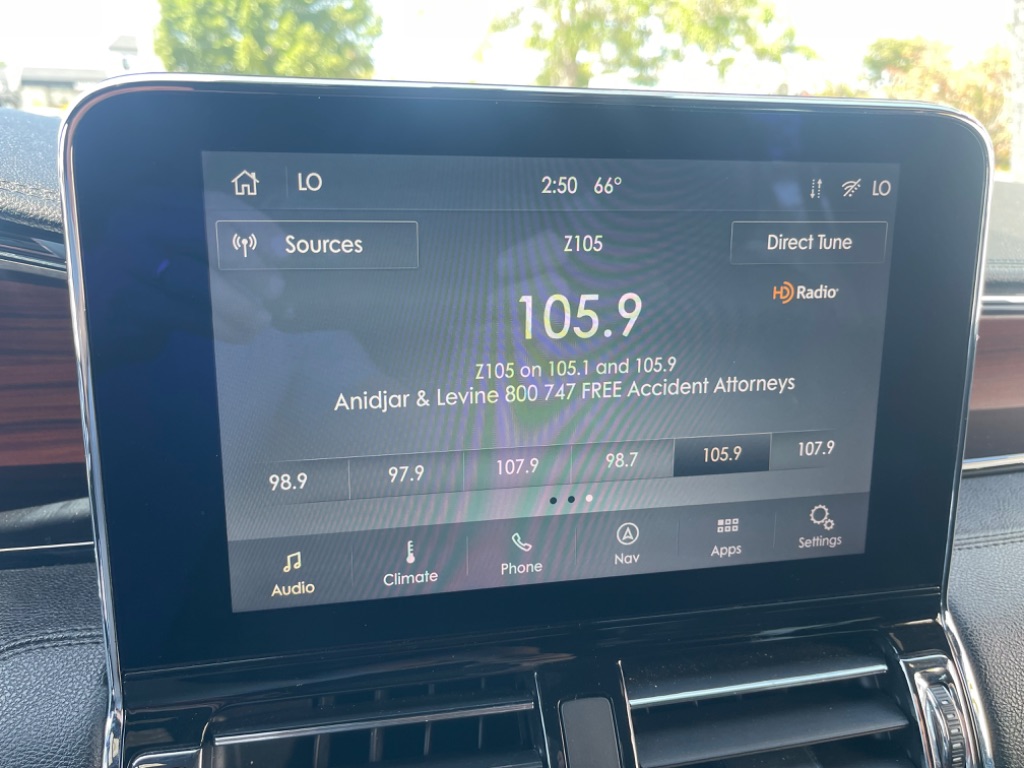 LO 2:50 66° LO
Sources Z105 Direct Tune
HD Radio
105.9
Z105 on 105.1 and 105.9
Anidjar & Levine 800 747 FREE Accident Attorneys
98.9 97.9 107.9 98.7 105.9 107.9
Audio Climate Phone Nav Apps Settings